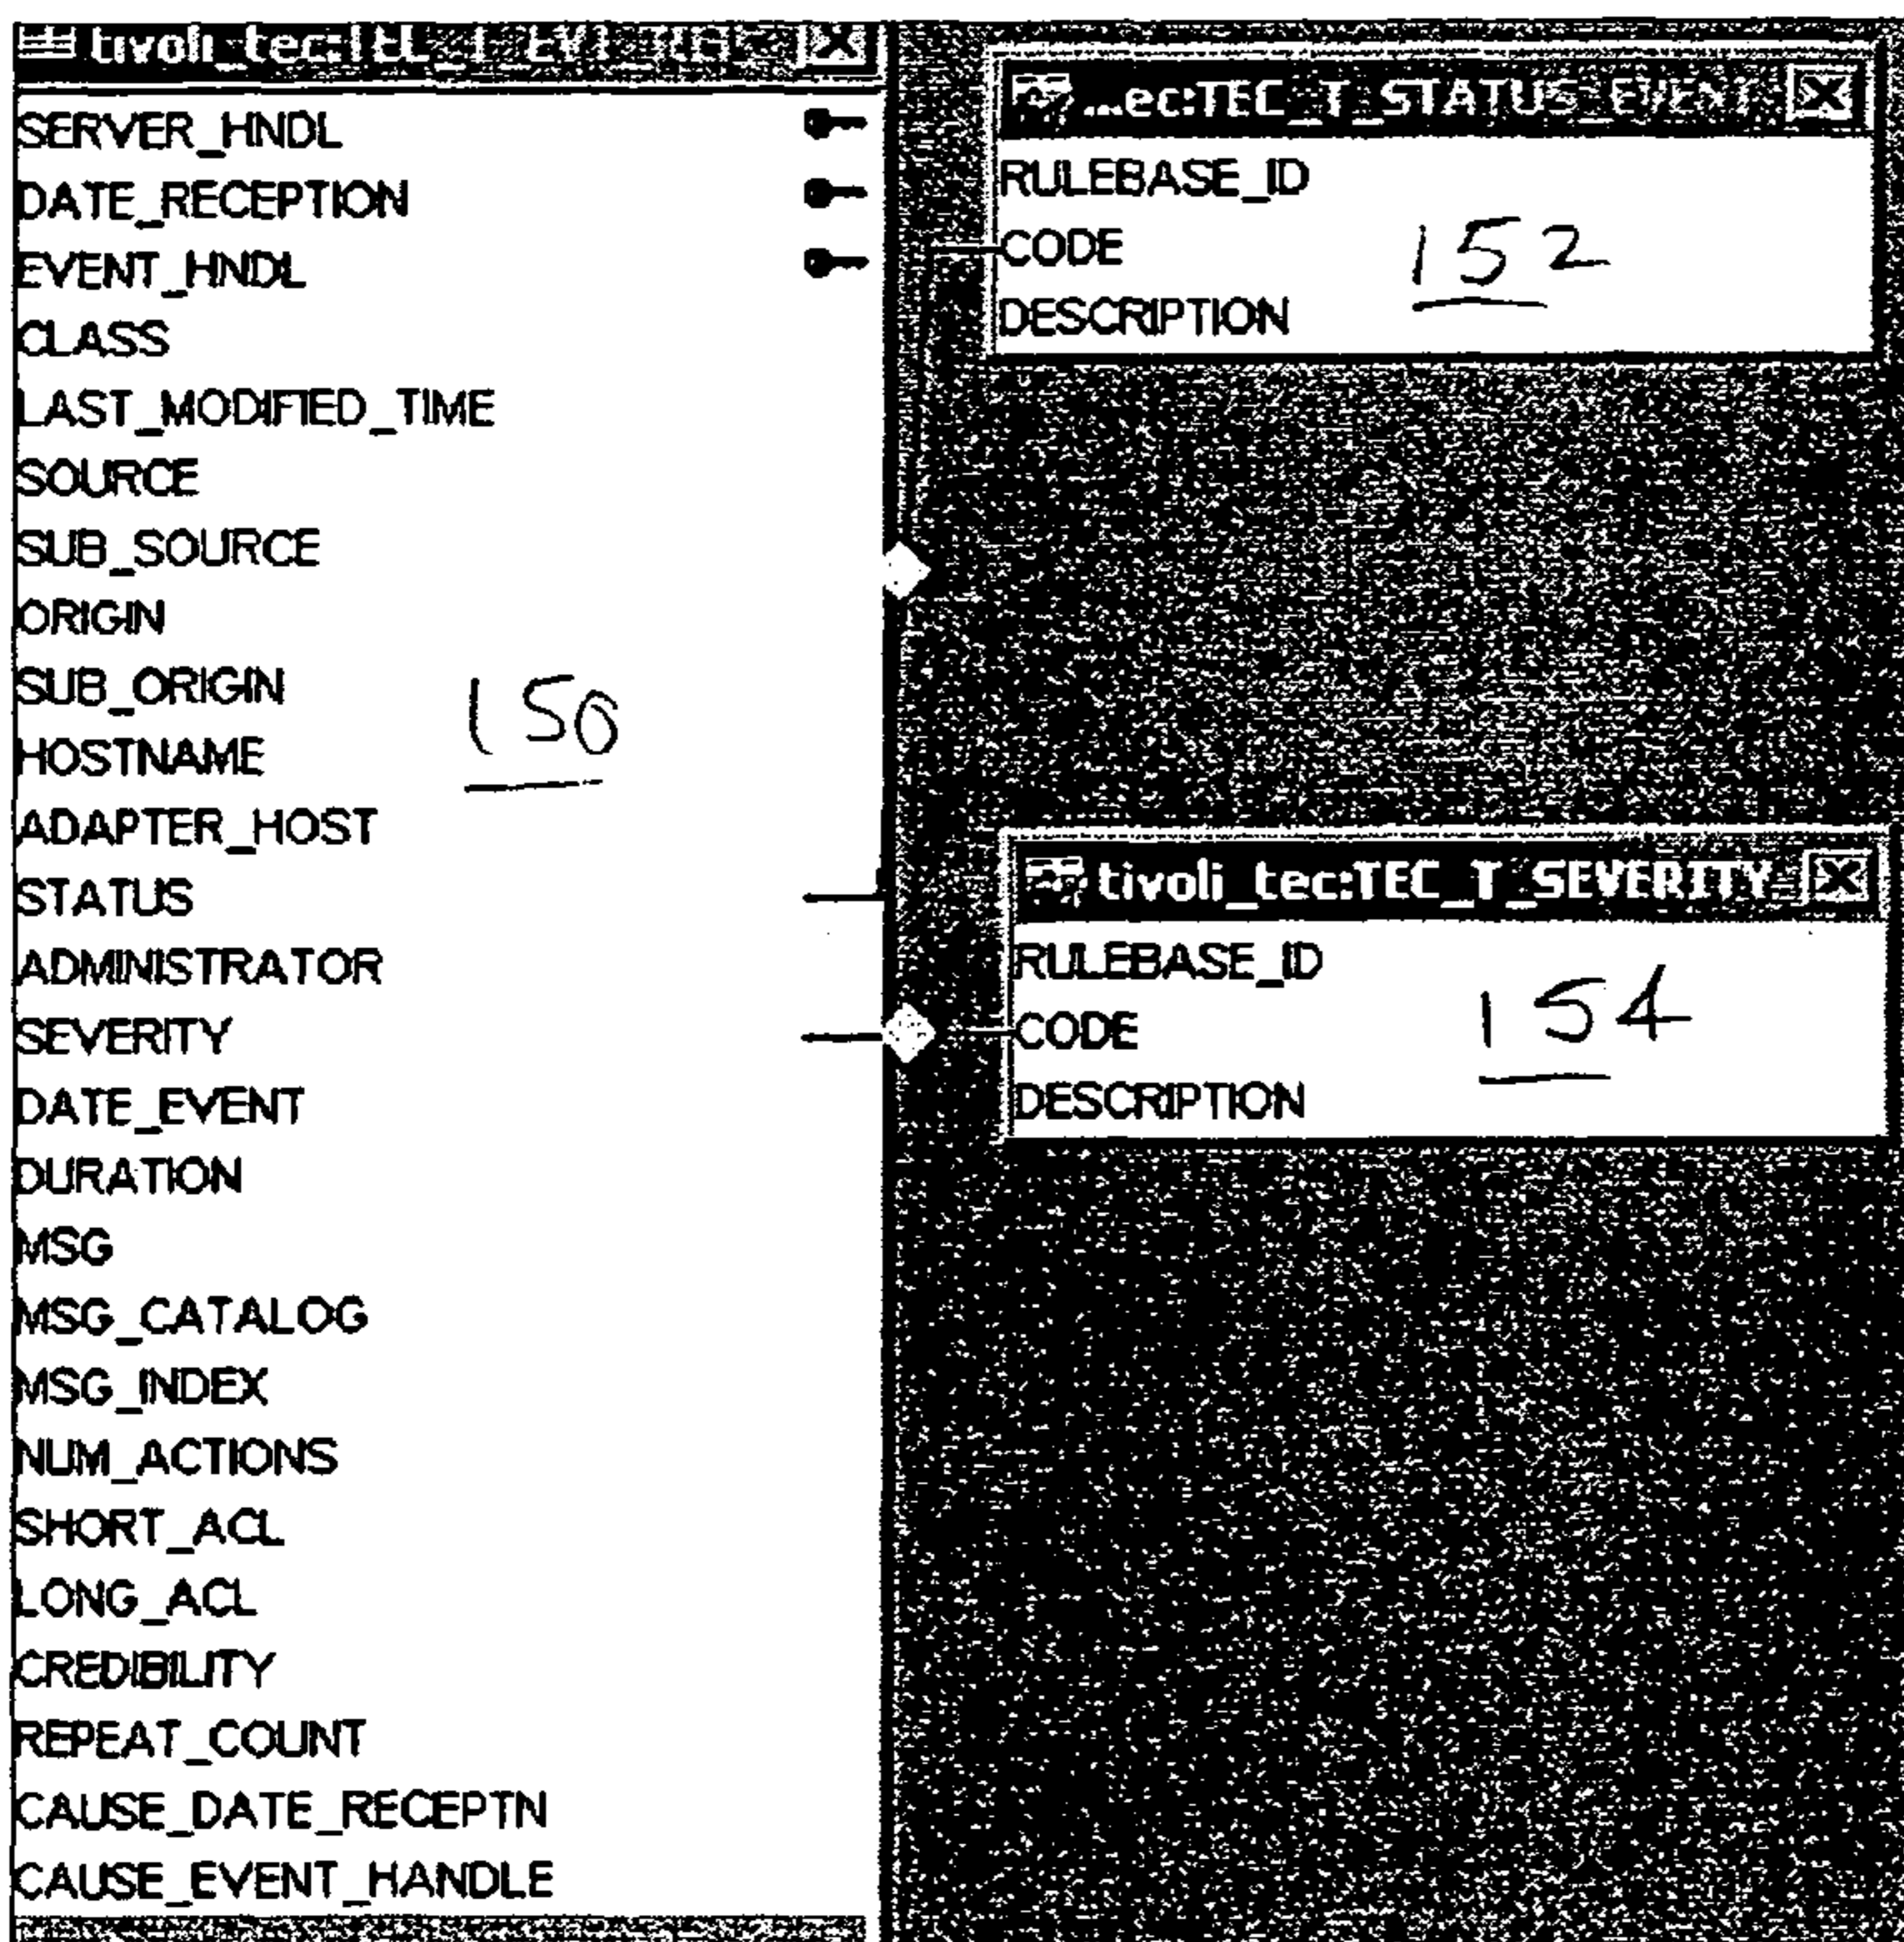 tivoli_tec:TEC_T_EVT_REP
SERVER_HNDL
DATE_RECEPTION
EVENT_HNDL
CLASS
LAST_MODIFIED_TIME
SOURCE
SUB_SOURCE
ORIGIN
SUB_ORIGIN
HOSTNAME
ADAPTER_HOST
STATUS
ADMINISTRATOR
SEVERITY
DATE_EVENT
DURATION
MSG
MSG_CATALOG
MSG_INDEX
NUM_ACTIONS
SHORT_ACL
LONG_ACL
CREDIBILITY
REPEAT_COUNT
CAUSE_DATE_RECEPTN
CAUSE_EVENT_HANDLE
150
...ec:TEC_T_STATUS_EVENT
RULEBASE_ID
CODE
DESCRIPTION
152
tivoli_tec:TEC_T_SEVERITY
RULEBASE_ID
CODE
DESCRIPTION
154